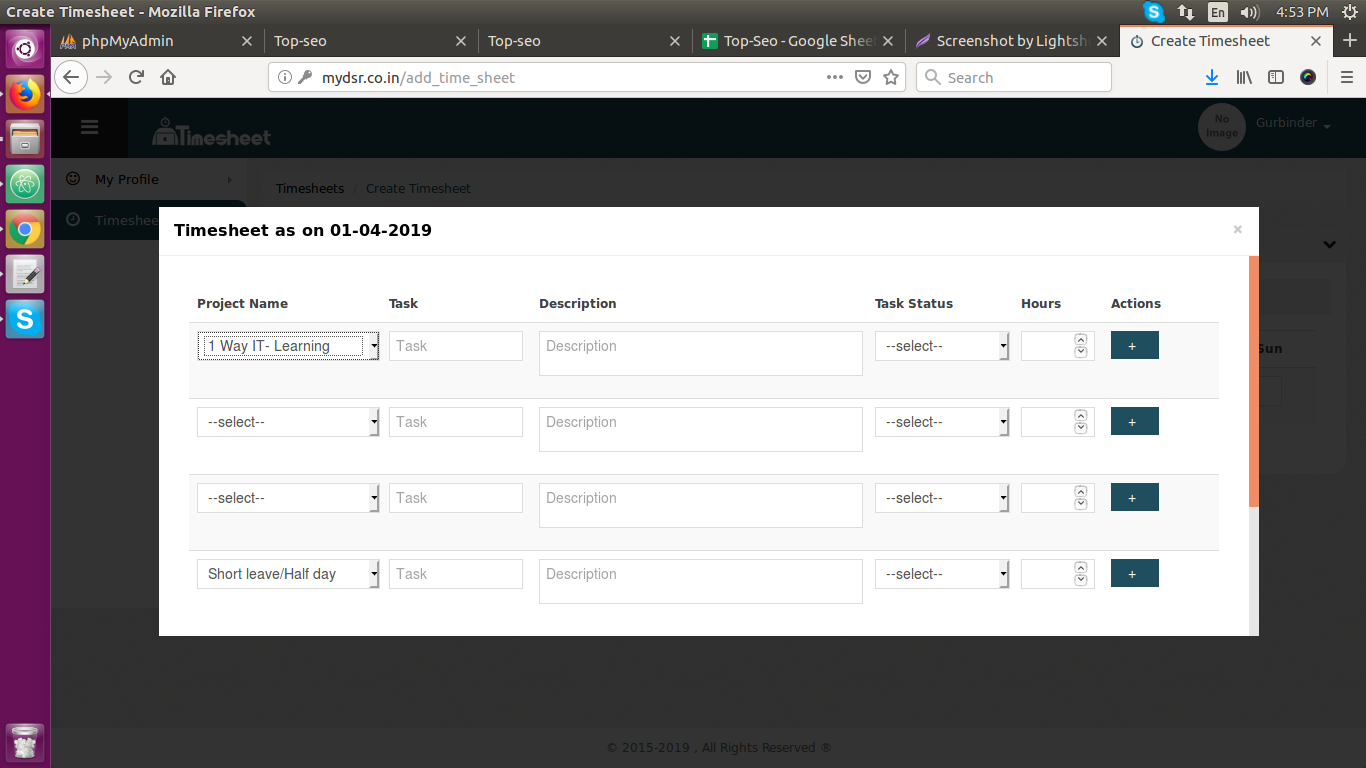 Create Timesheet - Mozilla Firefox
En
4:53 PM
phpMyAdmin
Top-seo
Top-seo
Top-Seo - Google Shee
Screenshot by Lightsh
Create Timesheet
mydsr.co.in/add_time_sheet
Search
Timesheet
No Image
Gurbinder
My Profile
Timesheets / Create Timesheet
Timeshee
Timesheet as on 01-04-2019
×
Project Name Task Description Task Status Hours Actions
1 Way IT- Learning Task Description --select-- +
Sun
--select-- Task Description --select-- +
--select-- Task Description --select-- +
Short leave/Half day Task Description --select-- +
© 2015-2019 , All Rights Reserved ®